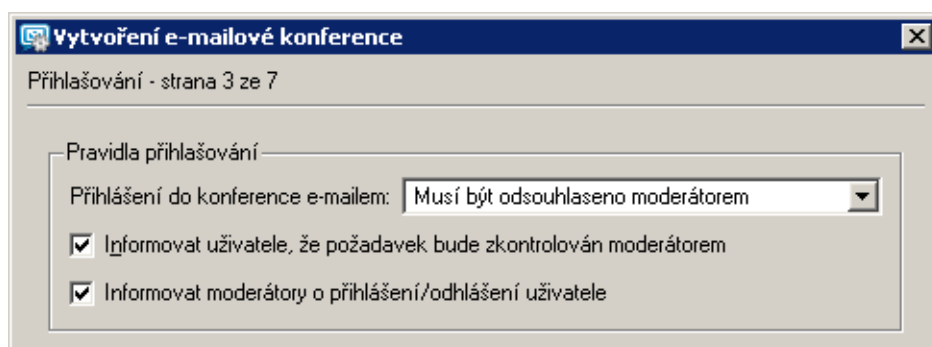 Vytvoření e-mailové konference
Přihlašování - strana 3 ze 7
Pravidla přihlašování
Přihlášení do konference e-mailem: Musí být odsouhlaseno moderátorem
Informovat uživatele, že požadavek bude zkontrolován moderátorem
Informovat moderátory o přihlášení/odhlášení uživatele